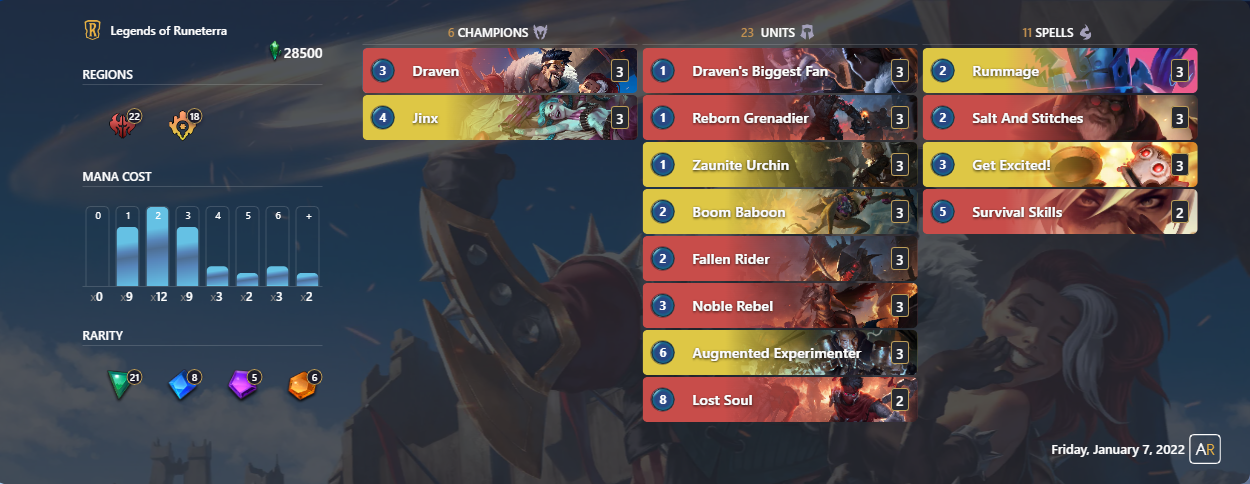 R
Legends of Runeterra
28500
REGIONS
22
18
MANA COST
0 1 2 3 4 5 6 +
x0 x9 x12 x9 x3 x2 x3 x2
RARITY
21
8
5
6
6 CHAMPIONS
3 Draven 3
4 Jinx 3
23 UNITS
1 Draven's Biggest Fan 3
1 Reborn Grenadier 3
1 Zaunite Urchin 3
2 Boom Baboon 3
2 Fallen Rider 3
3 Noble Rebel 3
6 Augmented Experimenter 3
8 Lost Soul 2
11 SPELLS
2 Rummage 3
2 Salt And Stitches 3
3 Get Excited! 3
5 Survival Skills 2
Friday, January 7, 2022 AR